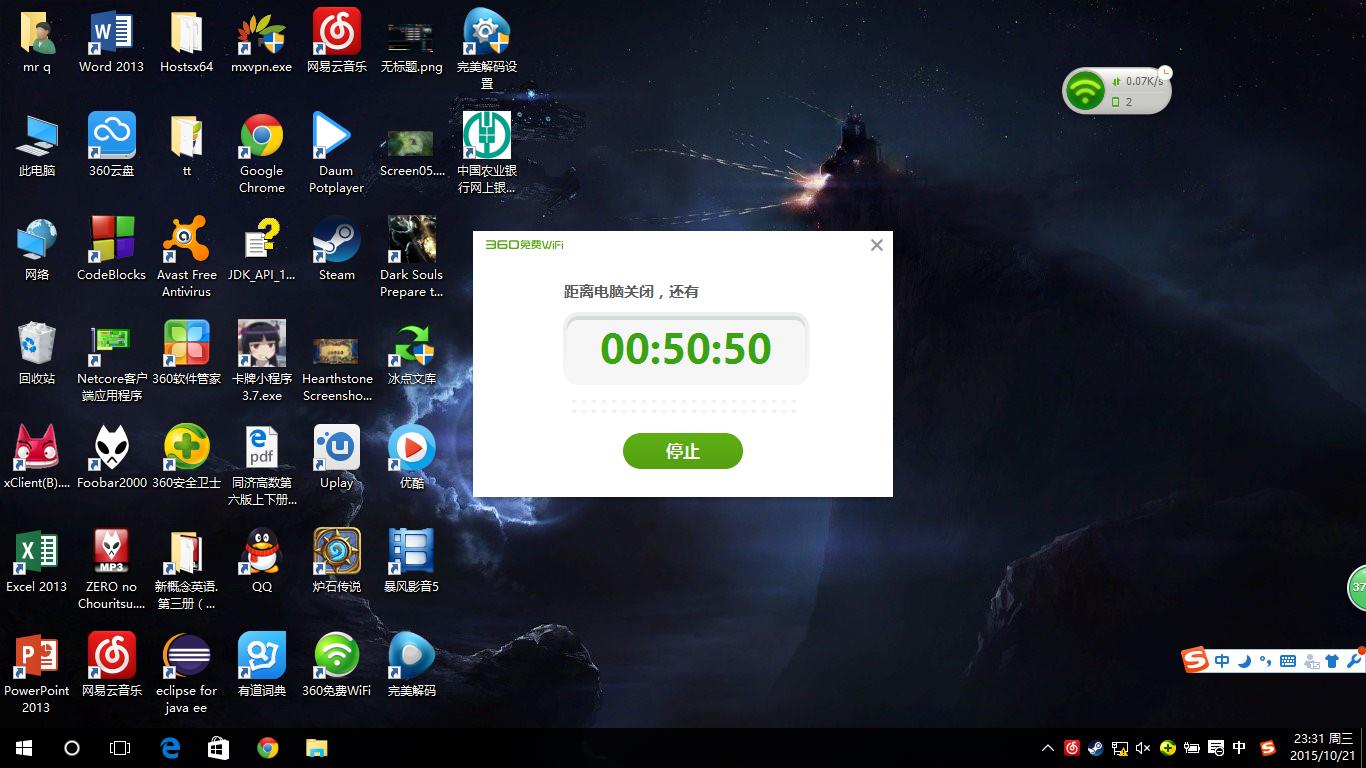 mr q
Word 2013
Hostsx64
mxvpn.exe
网易云音乐
无标题.png
完美解码设
置
此电脑
360云盘
tt
Google
Chrome
Daum
Potplayer
Screen05....
中国农业银
行网上银...
网络
CodeBlocks
Avast Free
Antivirus
JDK_API_1...
Steam
Dark Souls
Prepare t...
回收站
Netcore客户
端应用程序
360软件管家
卡牌小程序
3.7.exe
Hearthstone
Screensho...
冰点文库
xClient(B)....
Foobar2000
360安全卫士
pdf
同济高数第
六版上下册...
Uplay
优酷
Excel 2013
MP3
ZERO no
Chouritsu....
新概念英语.
第三册（...
QQ
炉石传说
暴风影音5
PowerPoint
2013
网易云音乐
eclipse for
java ee
有道词典
360免费WiFi
完美解码
0.07K/s
2
360免费WiFi
距离电脑关闭，还有
00:50:50
停止
37
中
中
23:31 周三
2015/10/21